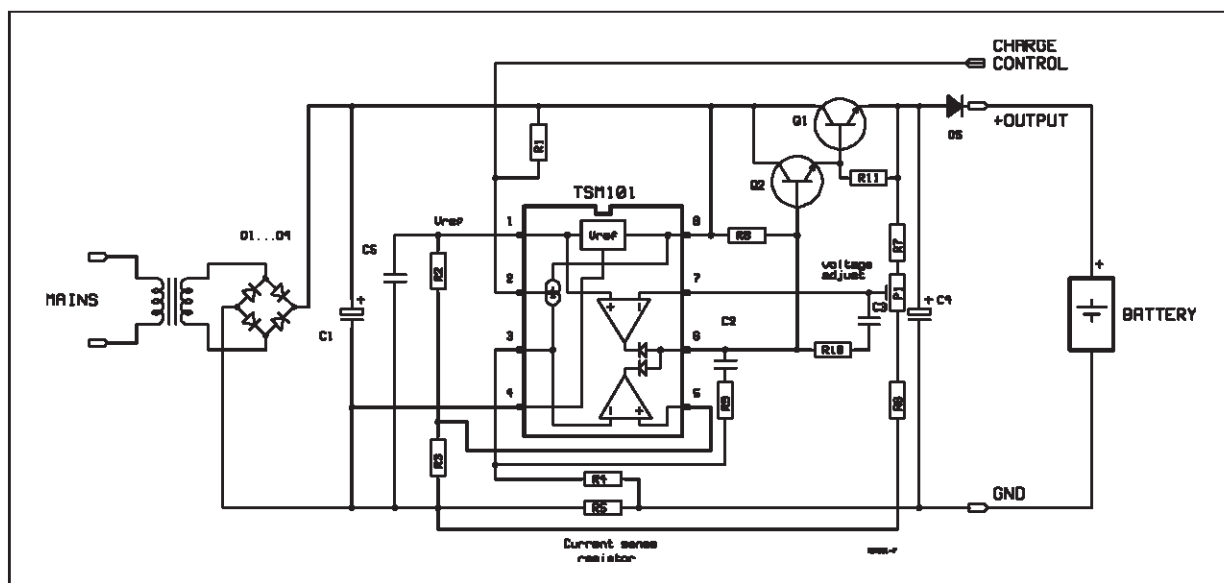 CHARGE
CONTROL
Q1
D5
+OUTPUT
R1
Q2
R11
TSM101
Vref
1
Vref
8
R8
D1...D4
C5
R2
R7
2
7
voltage
adjust
P1
+
MAINS
+
C1
+
-
C3
+
C4
BATTERY
3
C2
6
R10
4
5
R9
-
+
R3
R4
R5
GND
Current sense
resistor